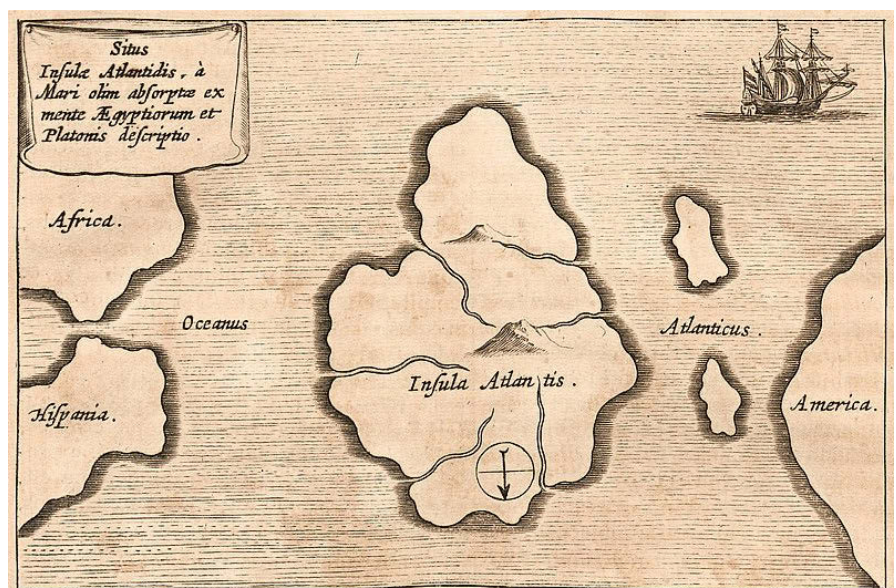 Situs
Insulæ Atlantidis, à
Mari olim absorptæ ex
mente Ægyptiorum et
Platonis descriptio.
Africa.
Oceanus
Atlanticus.
Insula Atlantis.
Hispania.
America.